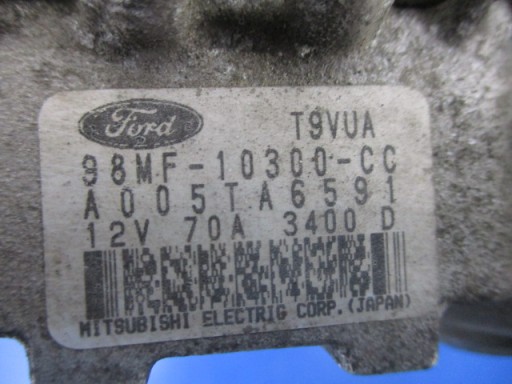 Ford T9VUA
98MF-10300-CC
A005TA6591
12V 70A 3400 D
MITSUBISHI ELECTRIC CORP.(JAPAN)